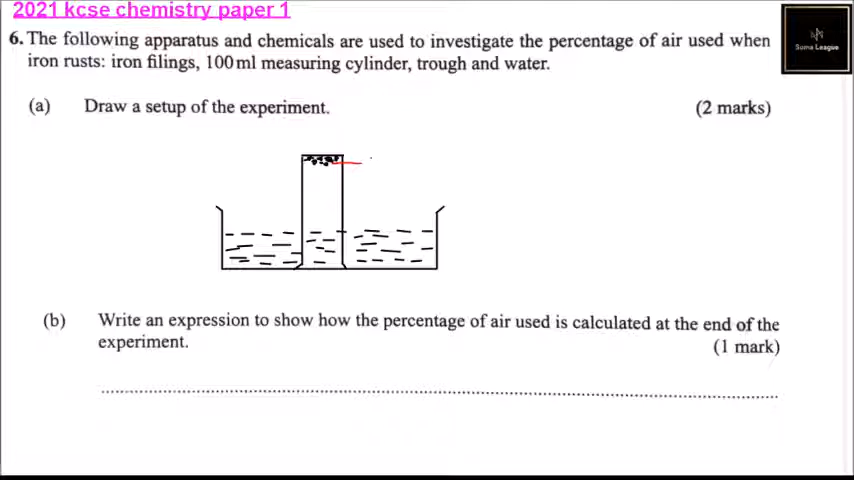 2021 kcse chemistry paper 1
6. The following apparatus and chemicals are used to investigate the percentage of air used when
iron rusts: iron filings, 100 ml measuring cylinder, trough and water.
Suma League
(a) Draw a setup of the experiment. (2 marks)
(b) Write an expression to show how the percentage of air used is calculated at the end of the
experiment. (1 mark)